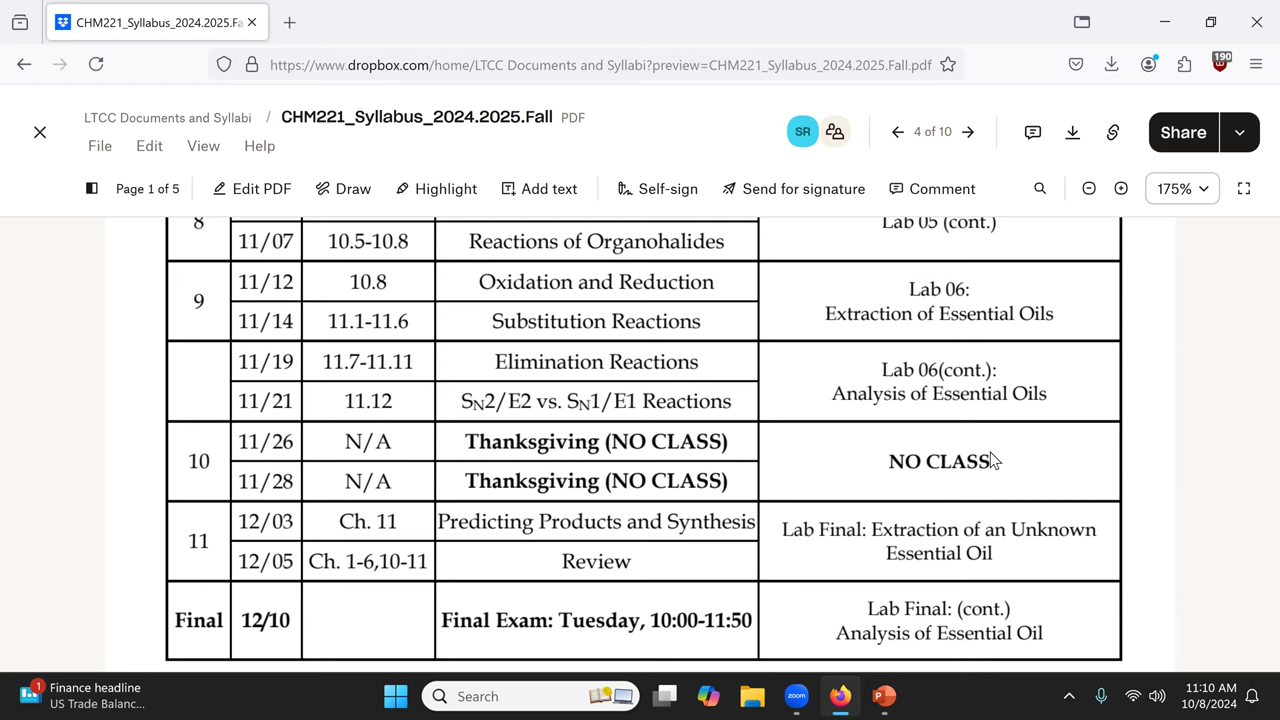 CHM221_Syllabus_2024.2025.Fa
https://www.dropbox.com/home/LTCC Documents and Syllabi?preview=CHM221_Syllabus_2024.2025.Fall.pdf
190
LTCC Documents and Syllabi / CHM221_Syllabus_2024.2025.Fall PDF
File Edit View Help
SR
4 of 10
Share
Page 1 of 5
Edit PDF
Draw
Highlight
Add text
Self-sign
Send for signature
Comment
175%
8
Lab 05 (cont.)
11/07 10.5-10.8 Reactions of Organohalides
9
11/12 10.8 Oxidation and Reduction
Lab 06:
Extraction of Essential Oils
11/14 11.1-11.6 Substitution Reactions
11/19 11.7-11.11 Elimination Reactions
Lab 06(cont.):
Analysis of Essential Oils
11/21 11.12 SN2/E2 vs. SN1/E1 Reactions
10
11/26 N/A Thanksgiving (NO CLASS)
NO CLASS
11/28 N/A Thanksgiving (NO CLASS)
11
12/03 Ch. 11 Predicting Products and Synthesis
Lab Final: Extraction of an Unknown
Essential Oil
12/05 Ch. 1-6,10-11 Review
Final 12/10 Final Exam: Tuesday, 10:00-11:50
Lab Final: (cont.)
Analysis of Essential Oil
1
Finance headline
US Trade Balanc...
Search
zoom
11:10 AM
10/8/2024